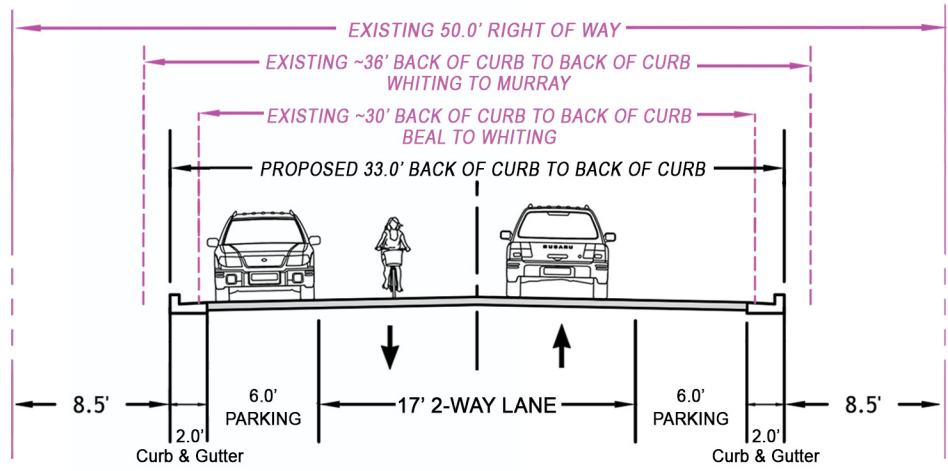 EXISTING 50.0' RIGHT OF WAY
EXISTING ~36' BACK OF CURB TO BACK OF CURB
WHITING TO MURRAY
EXISTING ~30' BACK OF CURB TO BACK OF CURB
BEAL TO WHITING
PROPOSED 33.0' BACK OF CURB TO BACK OF CURB
SUBARU
8.5'
2.0'
Curb & Gutter
6.0'
PARKING
17' 2-WAY LANE
6.0'
PARKING
2.0'
Curb & Gutter
8.5'